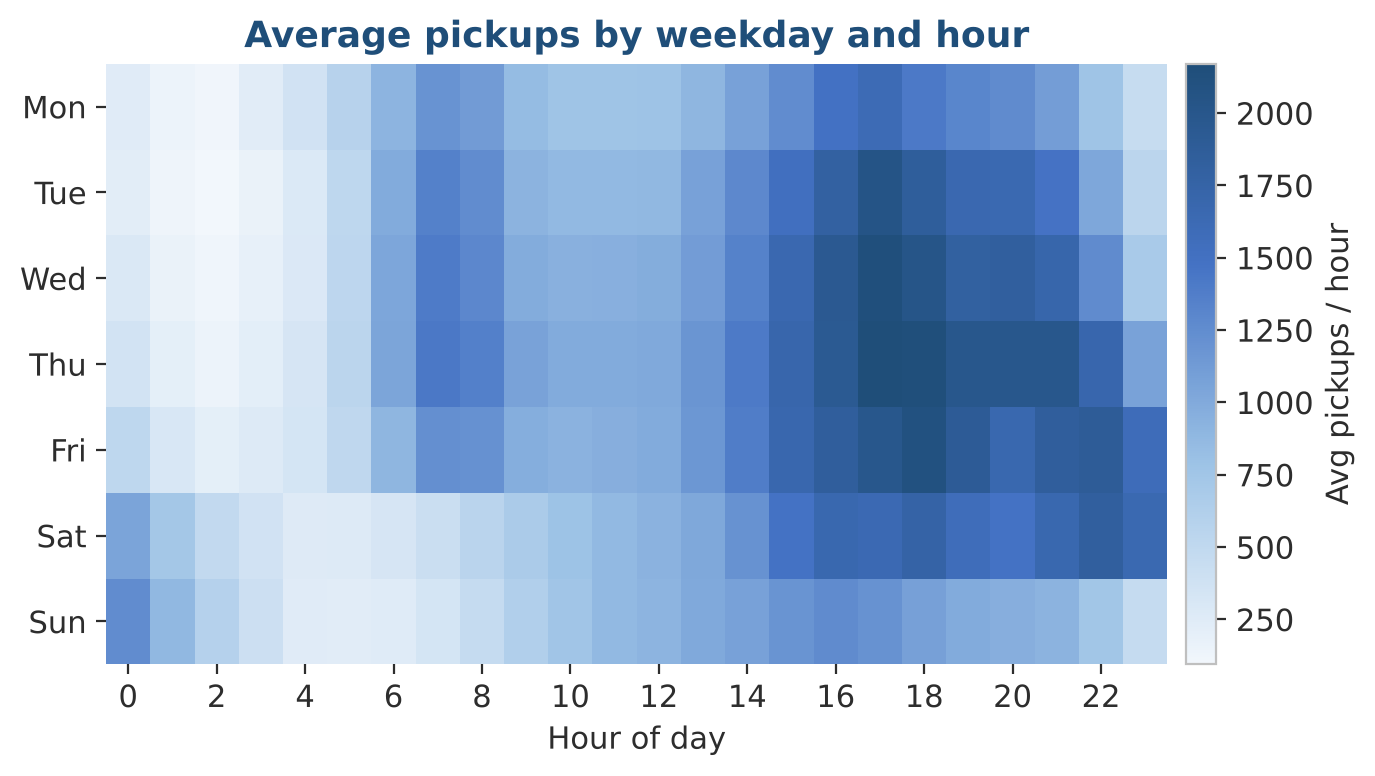 Average pickups by weekday and hour
Mon
Tue
Wed
Thu
Fri
Sat
Sun
0 2 4 6 8 10 12 14 16 18 20 22
Hour of day
2000
1750
1500
1250
1000
750
500
250
Avg pickups / hour